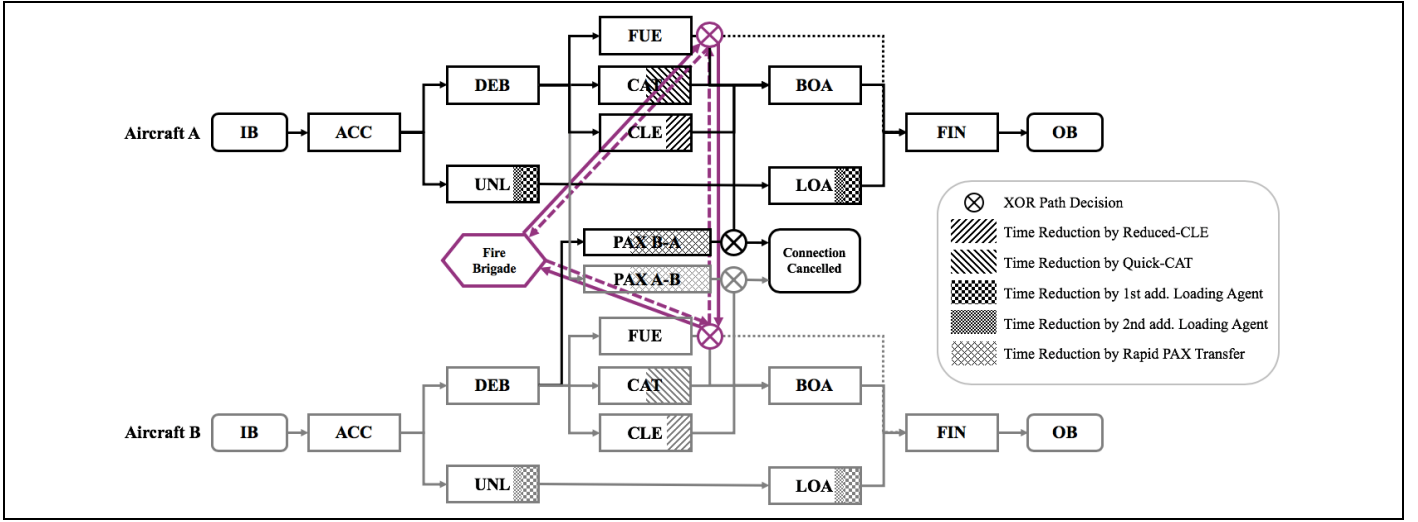 FUE
DEB
CAT
BOA
Aircraft A
IB
ACC
CLE
FIN
OB
UNL
LOA
XOR Path Decision
Time Reduction by Reduced-CLE
Fire
Brigade
PAX B-A
Connection
Cancelled
Time Reduction by Quick-CAT
PAX A-B
Time Reduction by 1st add. Loading Agent
Time Reduction by 2nd add. Loading Agent
Time Reduction by Rapid PAX Transfer
FUE
DEB
CAT
BOA
Aircraft B
IB
ACC
CLE
FIN
OB
UNL
LOA